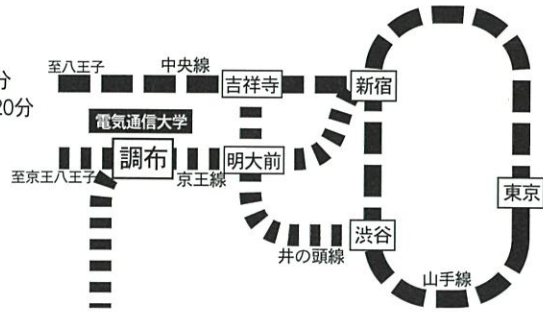 分
20分
至八王子
中央線
吉祥寺
新宿
電気通信大学
調布
明大前
至京王八王子
京王線
東京
渋谷
井の頭線
山手線